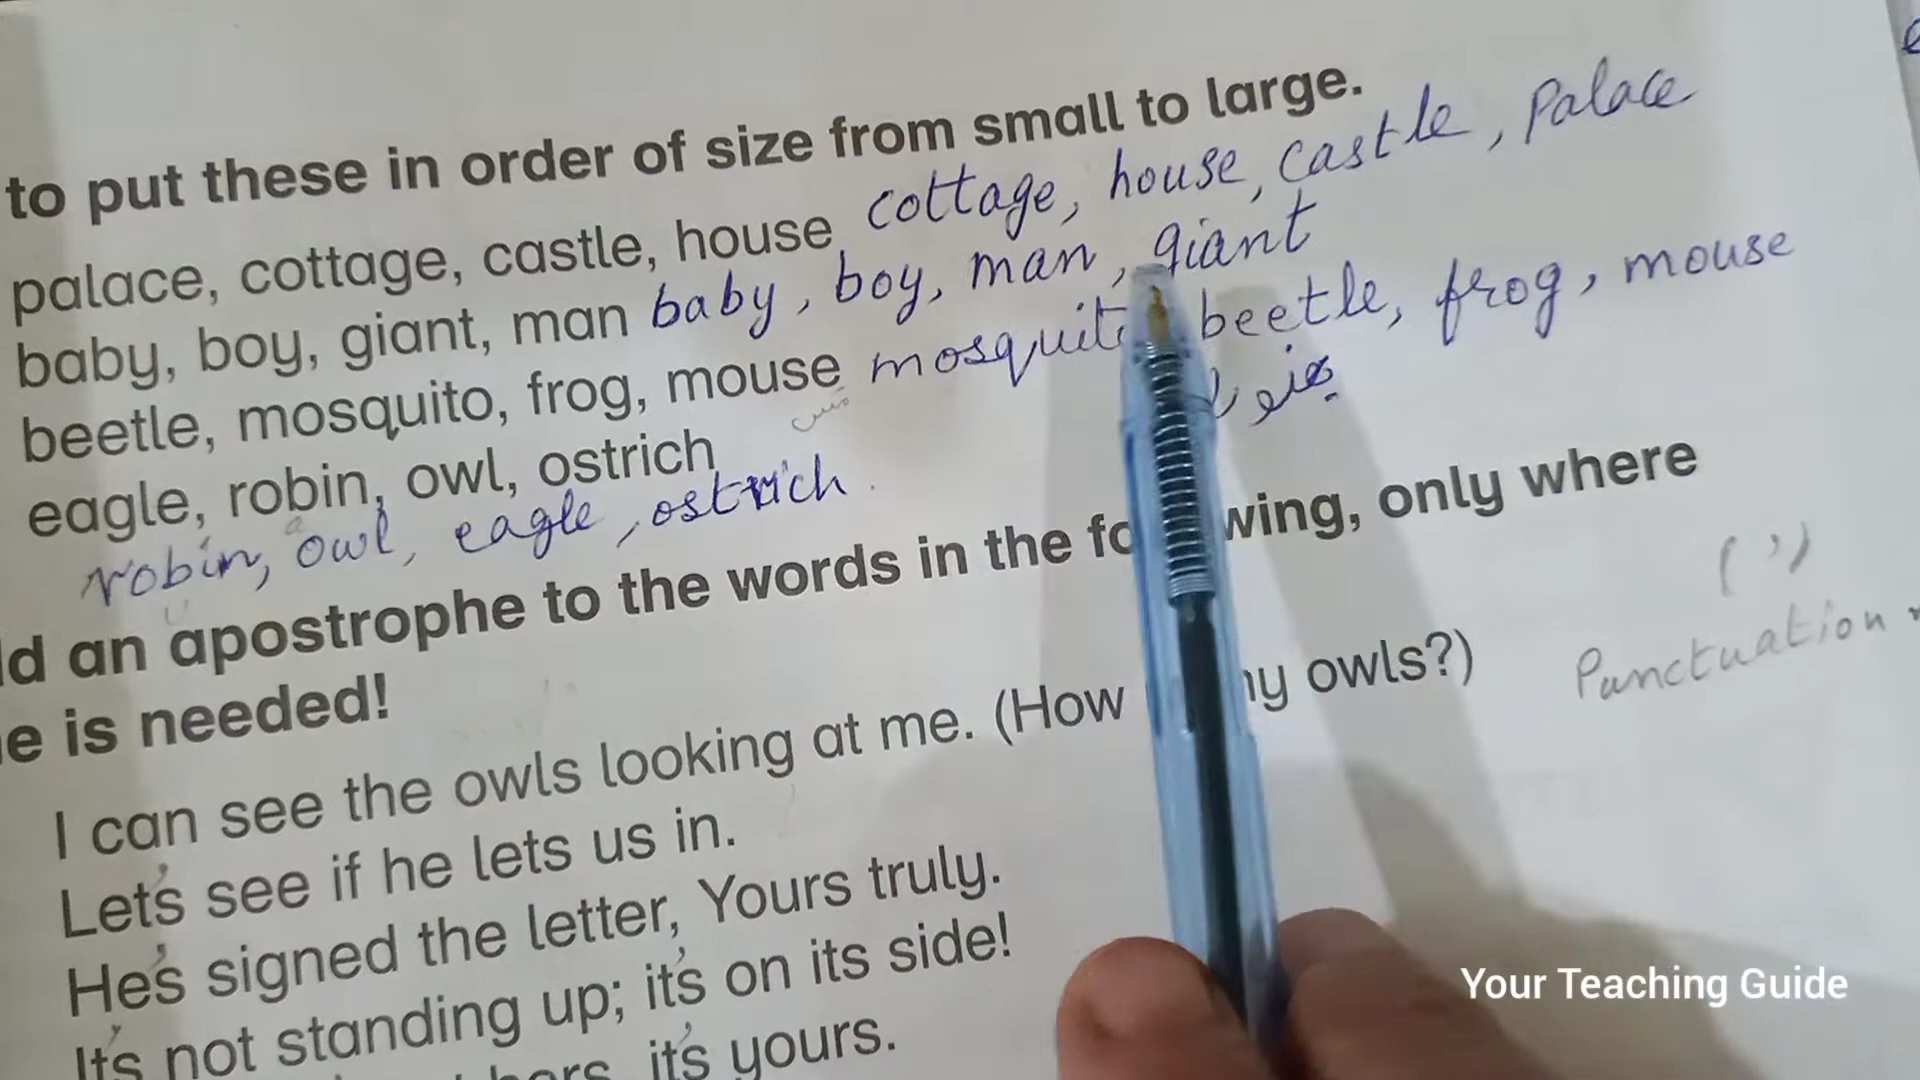 to put these in order of size from small to large.
palace, cottage, castle, house cottage, house, castle, Palace
baby, boy, giant, man baby, boy, man, giant
beetle, mosquito, frog, mouse mosquito beetle, frog, mouse
eagle, robin, owl, ostrich
robin, owl, eagle, ostrich.
an apostrophe to the words in the only where
is needed!
(')
Punctuation
I can see the owls looking at me. (How owls?)
Let's see if he lets us in.
He's signed the letter, Yours truly.
It's not standing up; it's on its side!
it's yours.
Your Teaching Guide